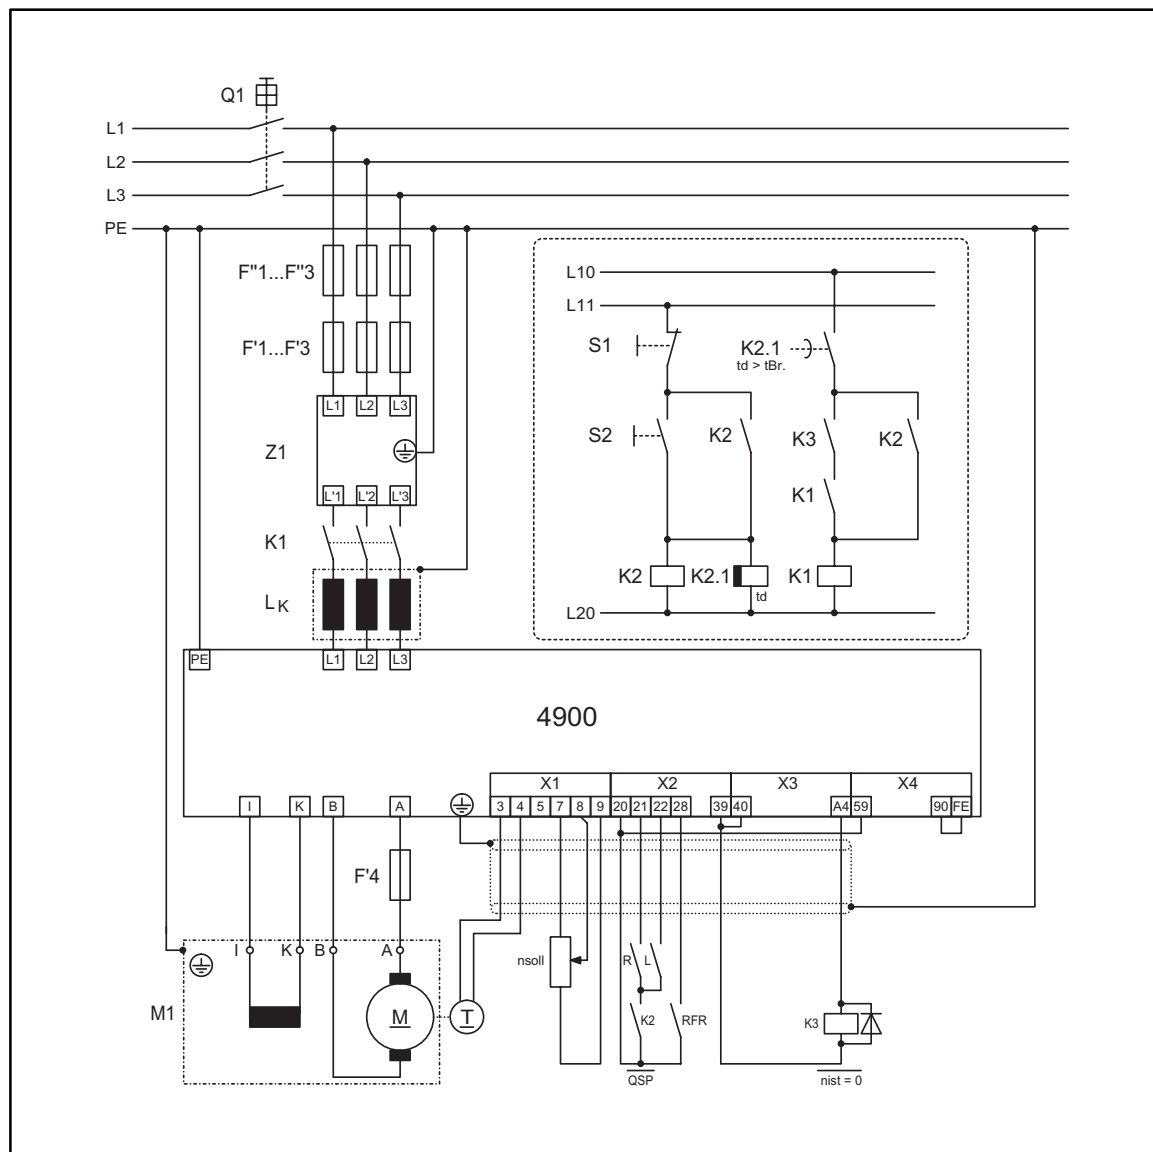 Q1
L1
L2
L3
PE
F"1...F"3
L10
L11
F'1...F'3
S1
K2.1
td > tBr.
L1 L2 L3
Z1
S2
K2
K3
K2
L'1 L'2 L'3
K1
K1
LK
K2
K2.1
td
K1
L20
PE
L1 L2 L3
4900
X1 X2 X3 X4
I K B A
3 4 5 7 8 9 20 21 22 28 39 40 A4 59 90 FE
F'4
I K B A
nsoll
R L
M1
M
T
K2
RFR
K3
QSP
nist = 0